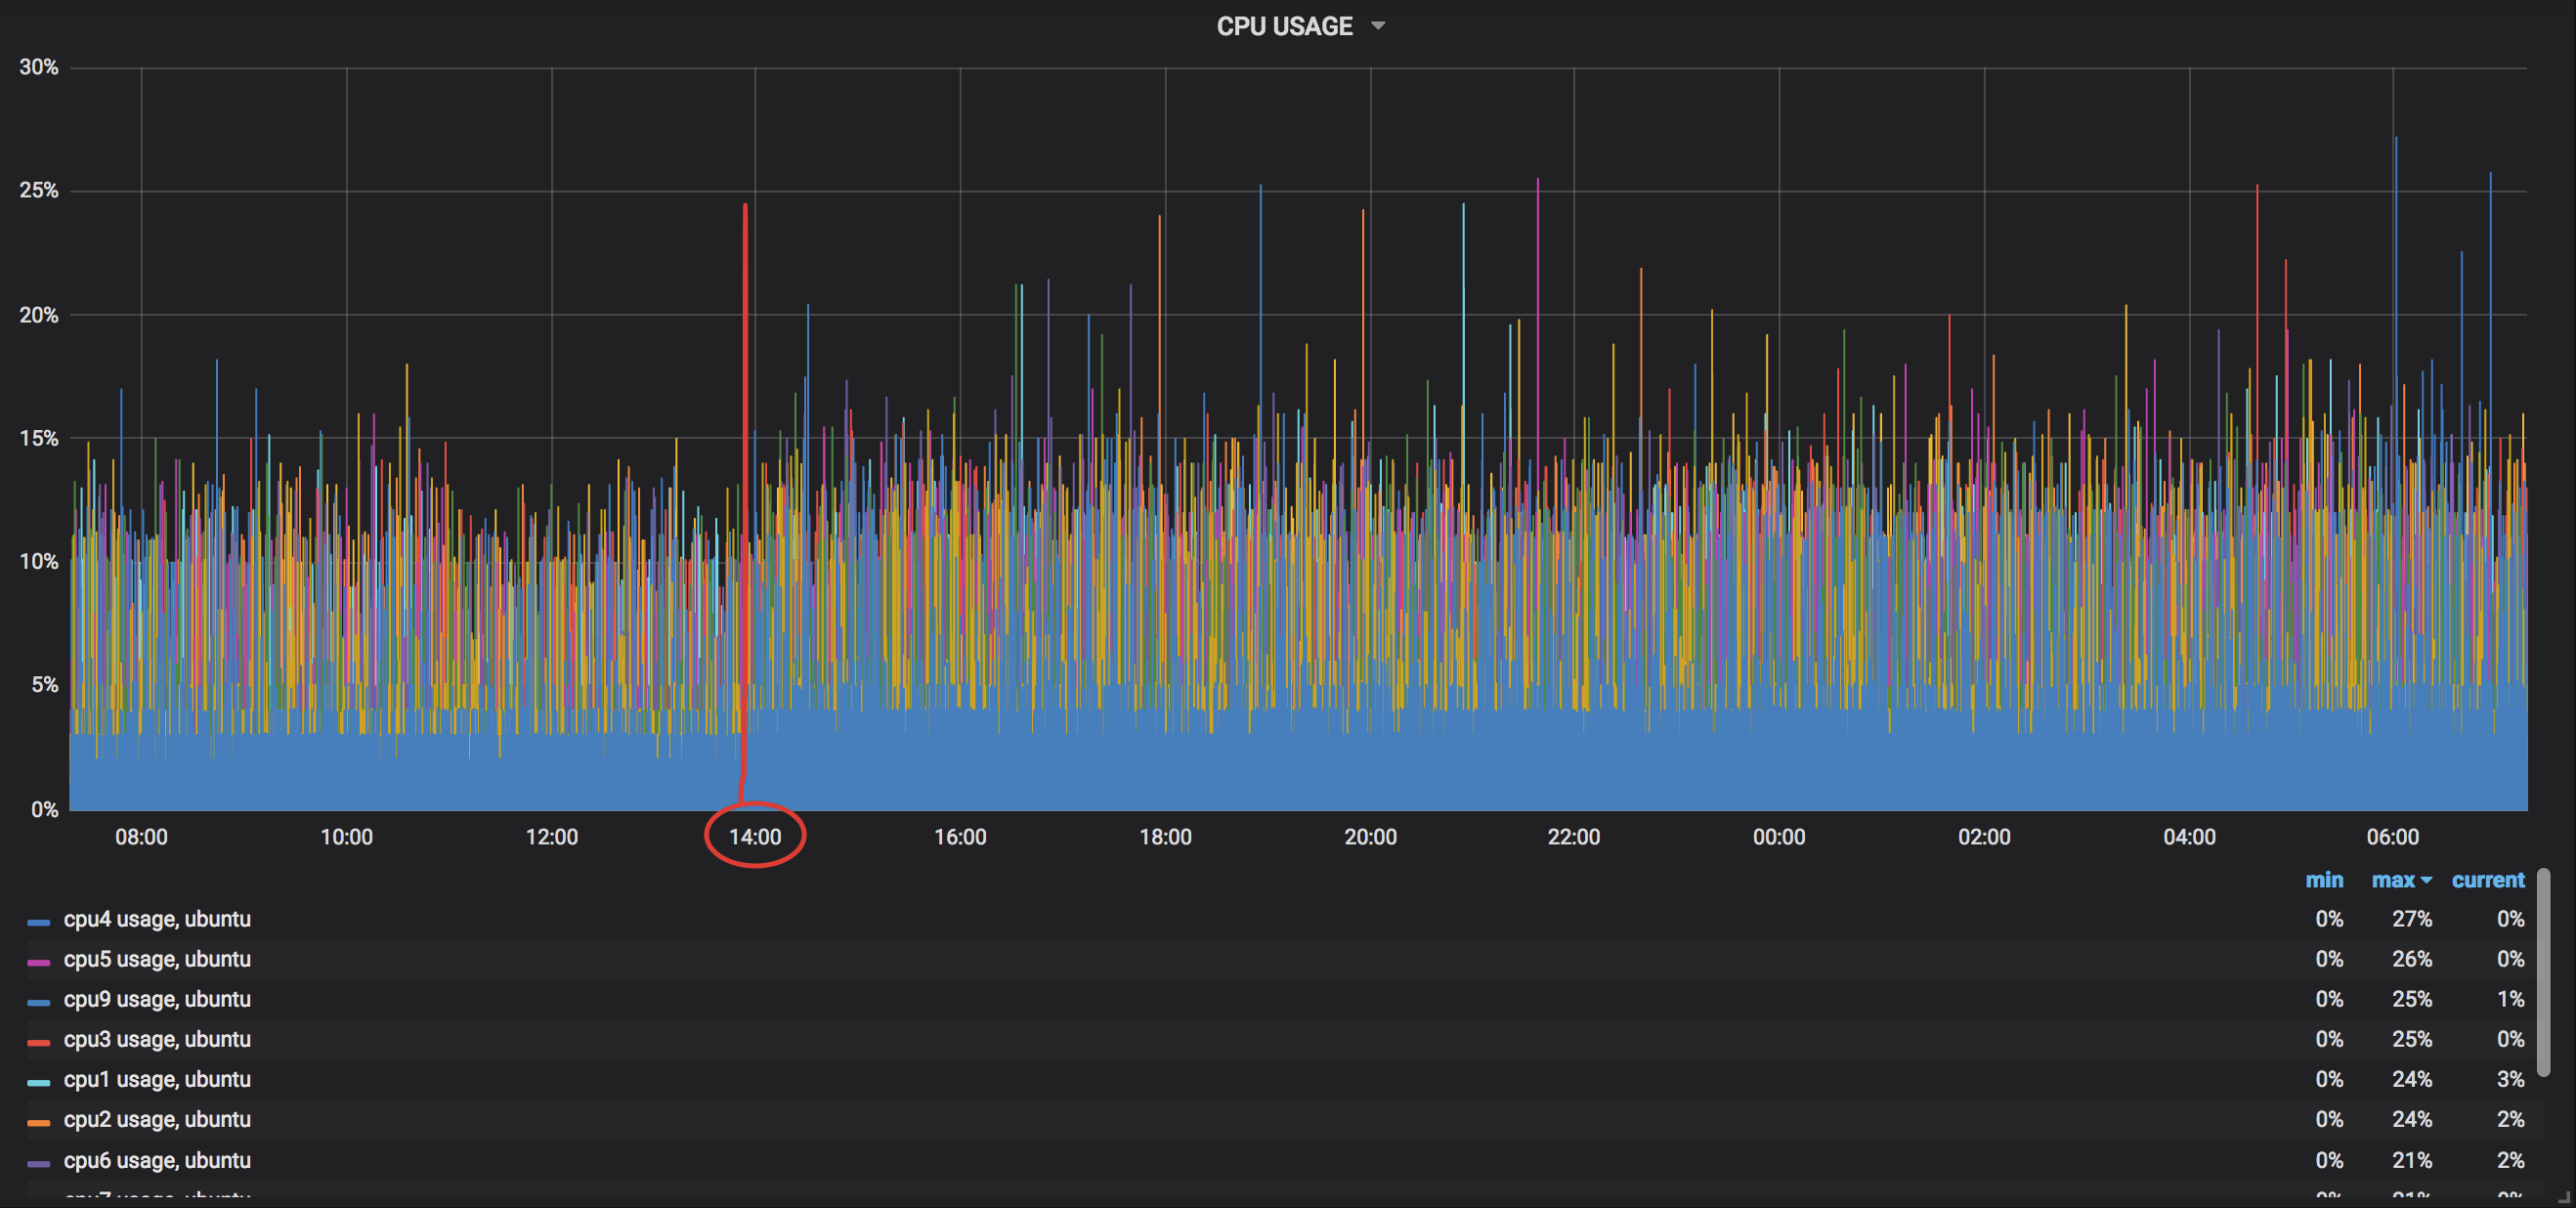 CPU USAGE
30%
25%
20%
15%
10%
5%
0%
08:00 10:00 12:00 14:00 16:00 18:00 20:00 22:00 00:00 02:00 04:00 06:00
min max current
cpu4 usage, ubuntu 0% 27% 0%
cpu5 usage, ubuntu 0% 26% 0%
cpu9 usage, ubuntu 0% 25% 1%
cpu3 usage, ubuntu 0% 25% 0%
cpu1 usage, ubuntu 0% 24% 3%
cpu2 usage, ubuntu 0% 24% 2%
cpu6 usage, ubuntu 0% 21% 2%